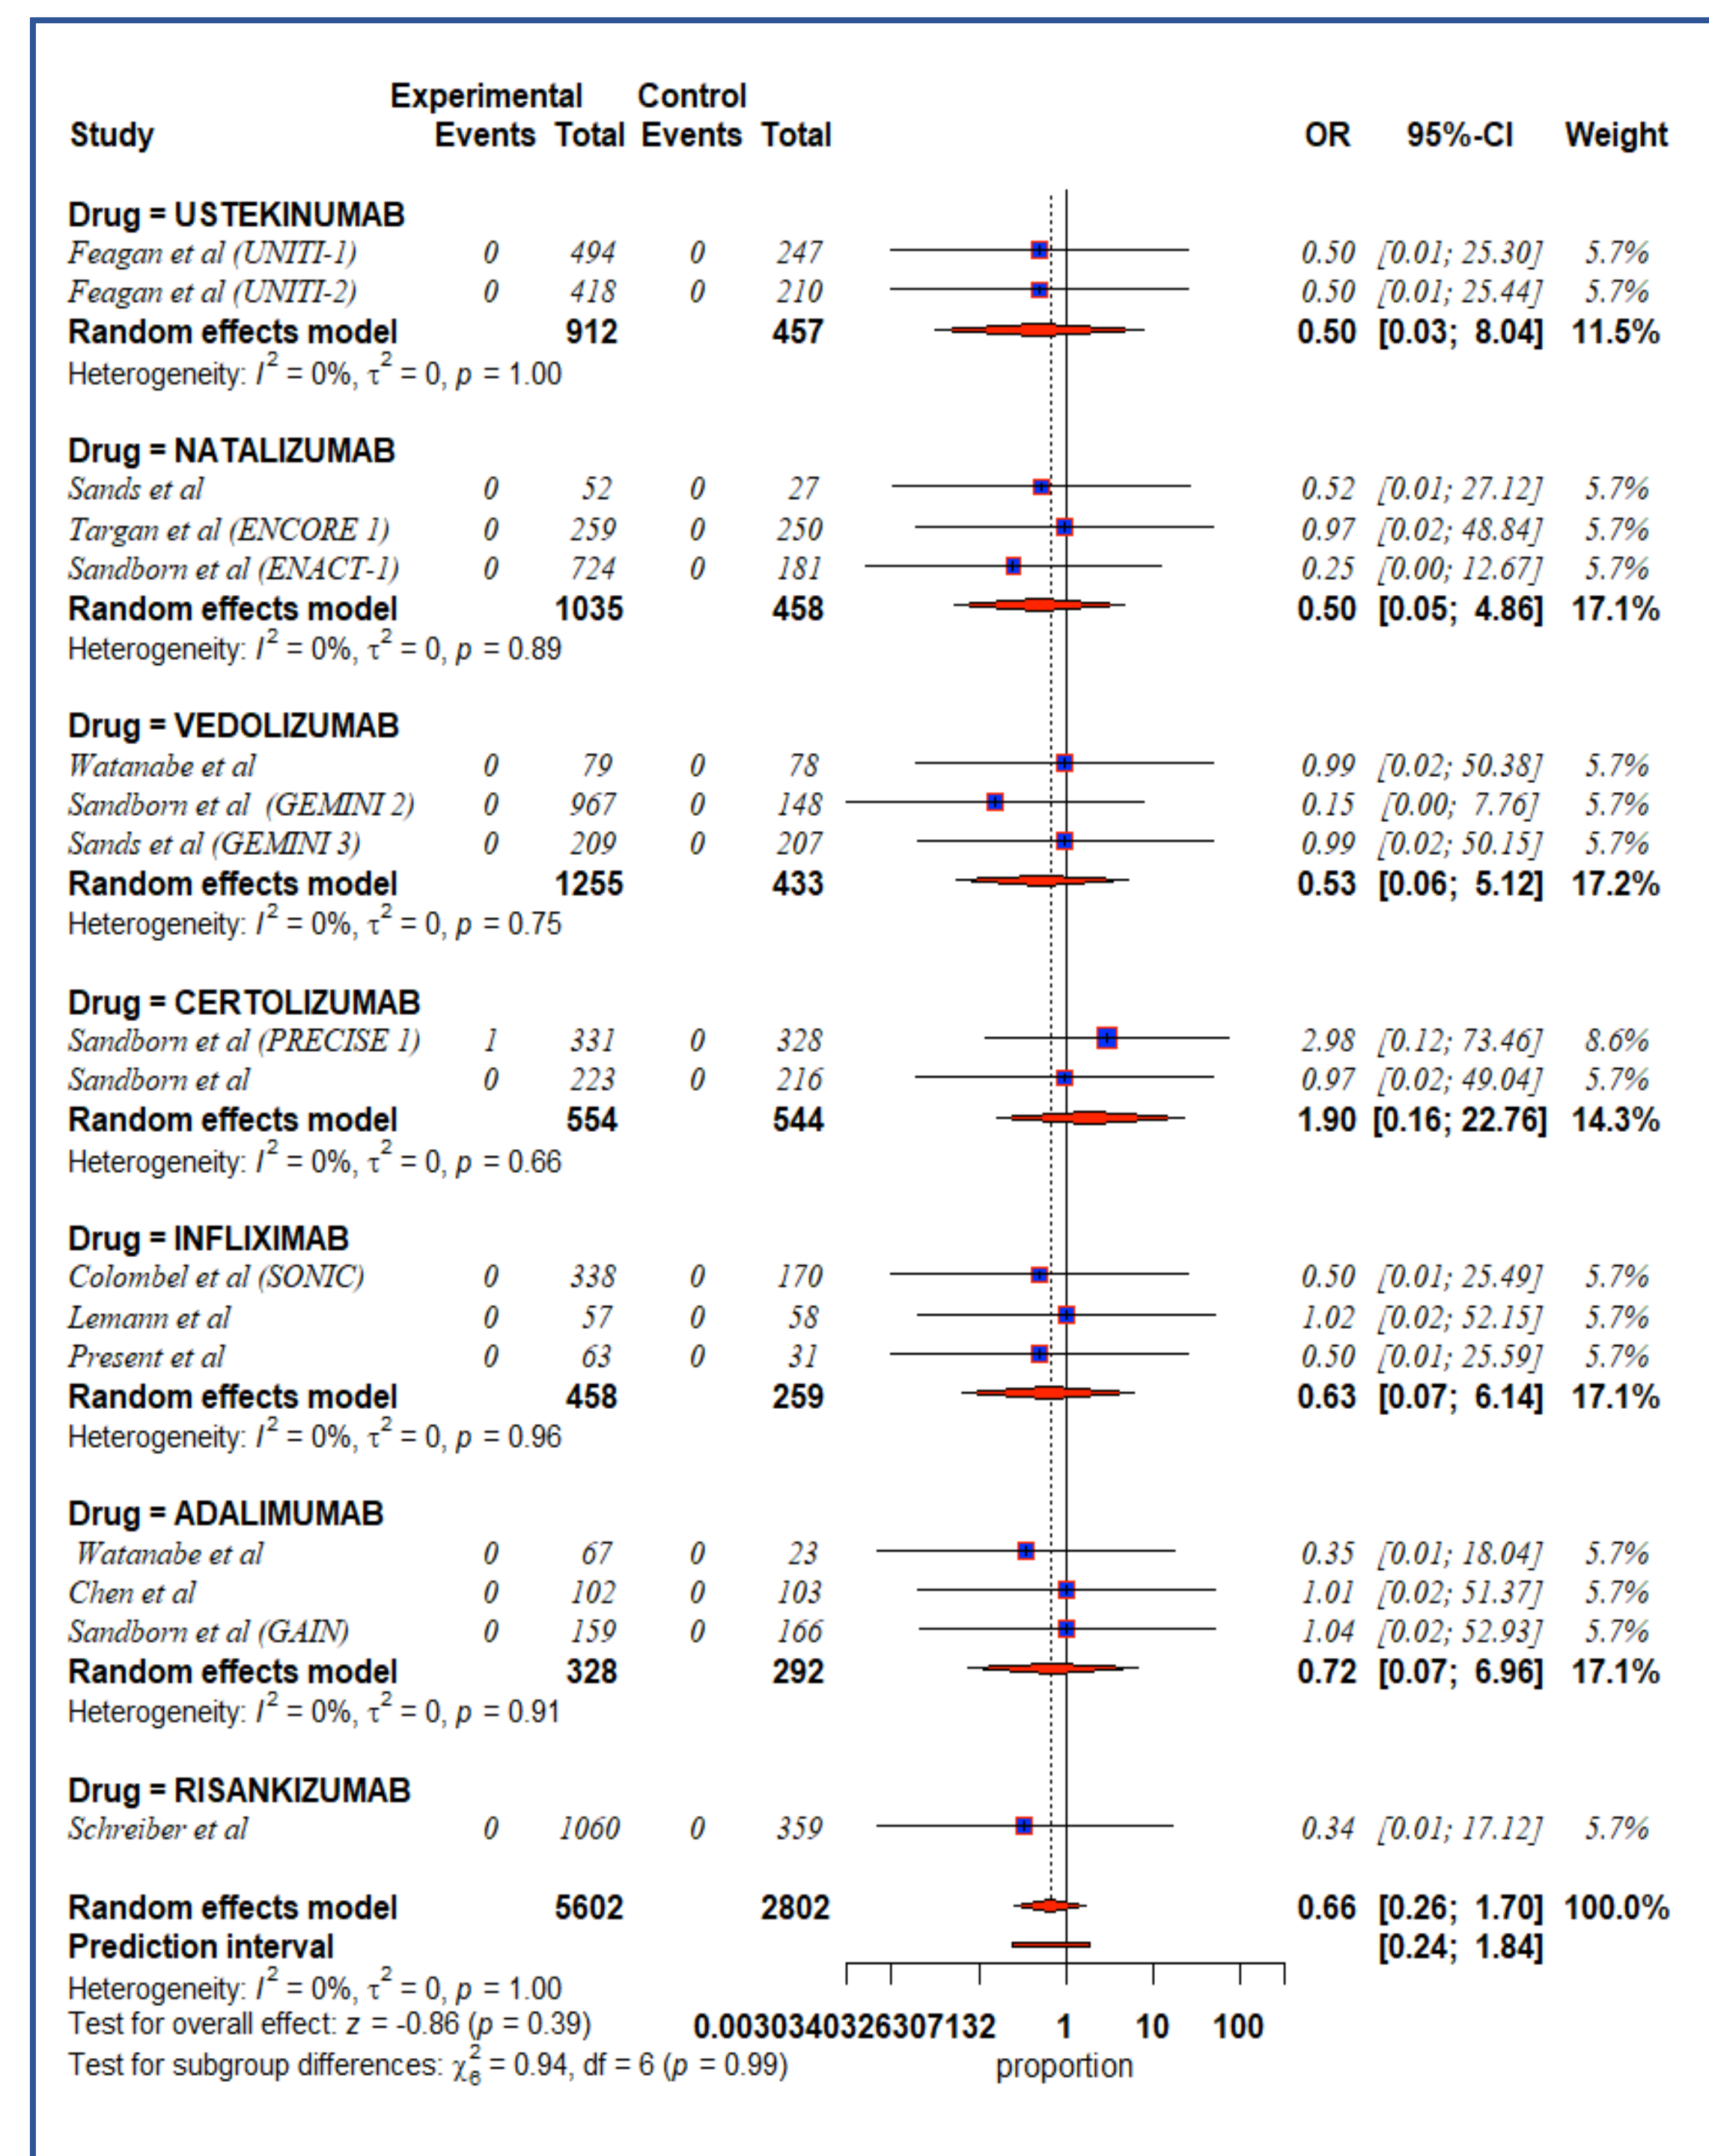 Experimental Control
Study Events Total Events Total OR 95%-CI Weight
Drug = USTEKINUMAB
Feagan et al (UNITI-1) 0 494 0 247 0.50 [0.01; 25.30] 5.7%
Feagan et al (UNITI-2) 0 418 0 210 0.50 [0.01; 25.44] 5.7%
Random effects model 912 457 0.50 [0.03; 8.04] 11.5%
Heterogeneity: I² = 0%, τ² = 0, p = 1.00
Drug = NATALIZUMAB
Sands et al 0 52 0 27 0.52 [0.01; 27.12] 5.7%
Targan et al (ENCORE 1) 0 259 0 250 0.97 [0.02; 48.84] 5.7%
Sandborn et al (ENACT-1) 0 724 0 181 0.25 [0.00; 12.67] 5.7%
Random effects model 1035 458 0.50 [0.05; 4.86] 17.1%
Heterogeneity: I² = 0%, τ² = 0, p = 0.89
Drug = VEDOLIZUMAB
Watanabe et al 0 79 0 78 0.99 [0.02; 50.38] 5.7%
Sandborn et al (GEMINI 2) 0 967 0 148 0.15 [0.00; 7.76] 5.7%
Sands et al (GEMINI 3) 0 209 0 207 0.99 [0.02; 50.15] 5.7%
Random effects model 1255 433 0.53 [0.06; 5.12] 17.2%
Heterogeneity: I² = 0%, τ² = 0, p = 0.75
Drug = CERTOLIZUMAB
Sandborn et al (PRECISE 1) 1 331 0 328 2.98 [0.12; 73.46] 8.6%
Sandborn et al 0 223 0 216 0.97 [0.02; 49.04] 5.7%
Random effects model 554 544 1.90 [0.16; 22.76] 14.3%
Heterogeneity: I² = 0%, τ² = 0, p = 0.66
Drug = INFLIXIMAB
Colombel et al (SONIC) 0 338 0 170 0.50 [0.01; 25.49] 5.7%
Lemann et al 0 57 0 58 1.02 [0.02; 52.15] 5.7%
Present et al 0 63 0 31 0.50 [0.01; 25.59] 5.7%
Random effects model 458 259 0.63 [0.07; 6.14] 17.1%
Heterogeneity: I² = 0%, τ² = 0, p = 0.96
Drug = ADALIMUMAB
Watanabe et al 0 67 0 23 0.35 [0.01; 18.04] 5.7%
Chen et al 0 102 0 103 1.01 [0.02; 51.37] 5.7%
Sandborn et al (GAIN) 0 159 0 166 1.04 [0.02; 52.93] 5.7%
Random effects model 328 292 0.72 [0.07; 6.96] 17.1%
Heterogeneity: I² = 0%, τ² = 0, p = 0.91
Drug = RISANKIZUMAB
Schreiber et al 0 1060 0 359 0.34 [0.01; 17.12] 5.7%
Random effects model 5602 2802 0.66 [0.26; 1.70] 100.0%
Prediction interval [0.24; 1.84]
Heterogeneity: I² = 0%, τ² = 0, p = 1.00
Test for overall effect: z = -0.86 (p = 0.39) 0.0030340326307132 1 10 100
Test for subgroup differences: χ²₆ = 0.94, df = 6 (p = 0.99) proportion